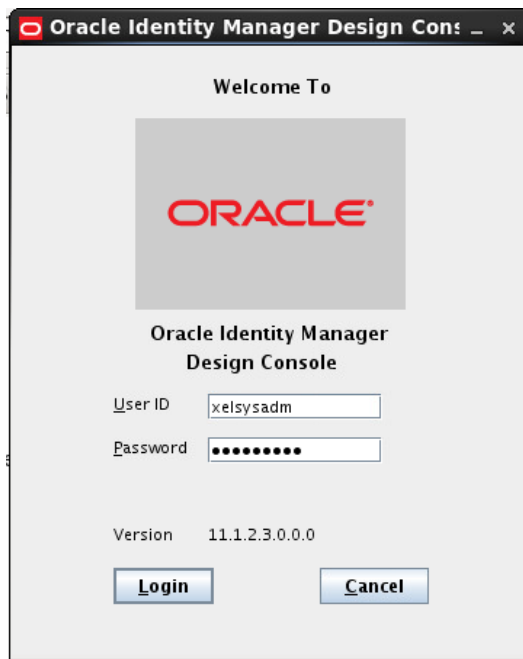 Oracle Identity Manager Design Cons
Welcome To
ORACLE®
Oracle Identity Manager
Design Console
User ID xelsysadm
Password •••••••••
Version 11.1.2.3.0.0.0
Login Cancel